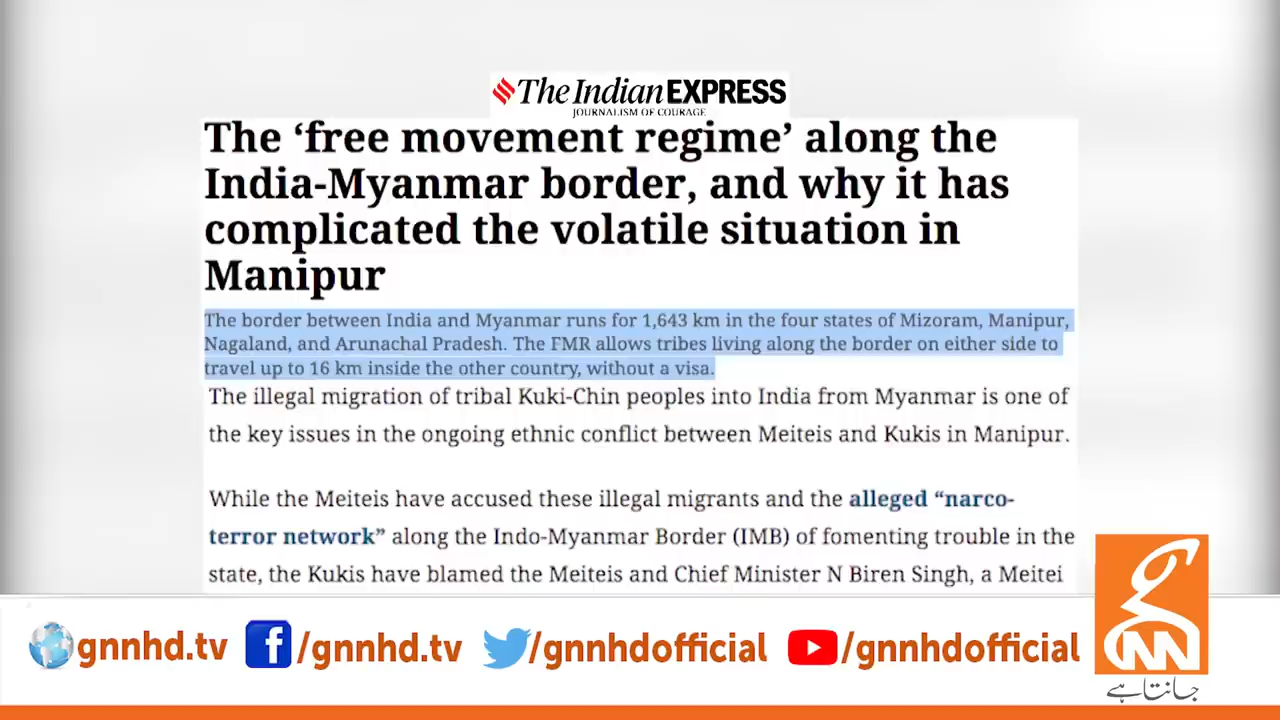 The Indian EXPRESS
JOURNALISM OF COURAGE
The ‘free movement regime’ along the
India-Myanmar border, and why it has
complicated the volatile situation in
Manipur
The border between India and Myanmar runs for 1,643 km in the four states of Mizoram, Manipur,
Nagaland, and Arunachal Pradesh. The FMR allows tribes living along the border on either side to
travel up to 16 km inside the other country, without a visa.
The illegal migration of tribal Kuki-Chin peoples into India from Myanmar is one of
the key issues in the ongoing ethnic conflict between Meiteis and Kukis in Manipur.
While the Meiteis have accused these illegal migrants and the alleged “narco-
terror network” along the Indo-Myanmar Border (IMB) of fomenting trouble in the
state, the Kukis have blamed the Meiteis and Chief Minister N Biren Singh, a Meitei
gnnhd.tv /gnnhd.tv /gnnhdofficial /gnnhdofficial
GNN
جانتا ہے